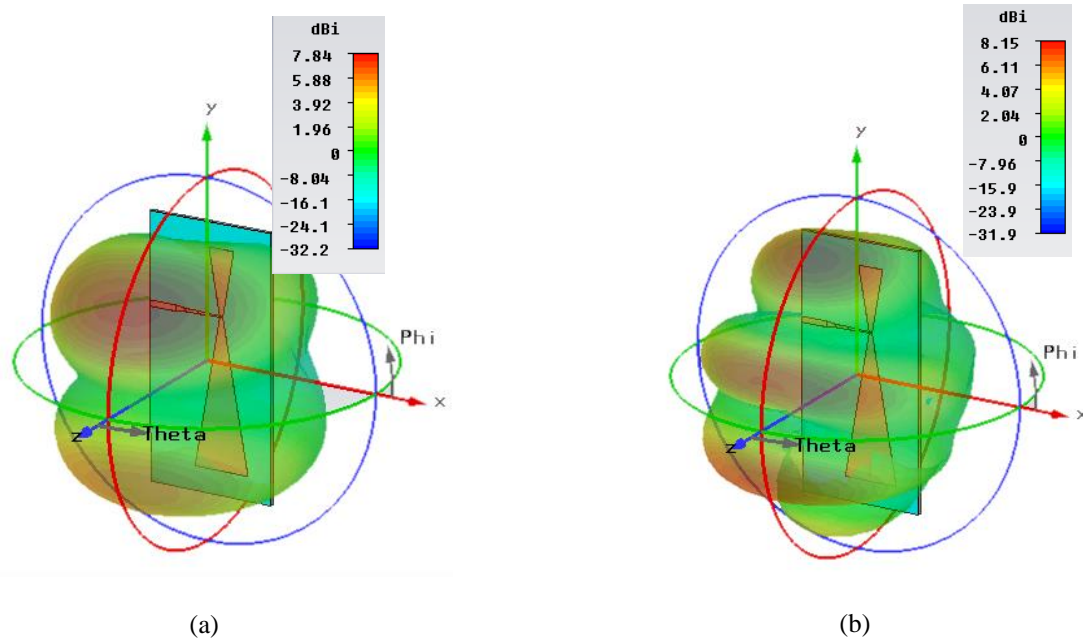 dBi
7.84
5.88
3.92
1.96
0
-8.04
-16.1
-24.1
-32.2
y
Phi
x
z
Theta
(a)
dBi
8.15
6.11
4.07
2.04
0
-7.96
-15.9
-23.9
-31.9
y
Phi
x
z
Theta
(b)